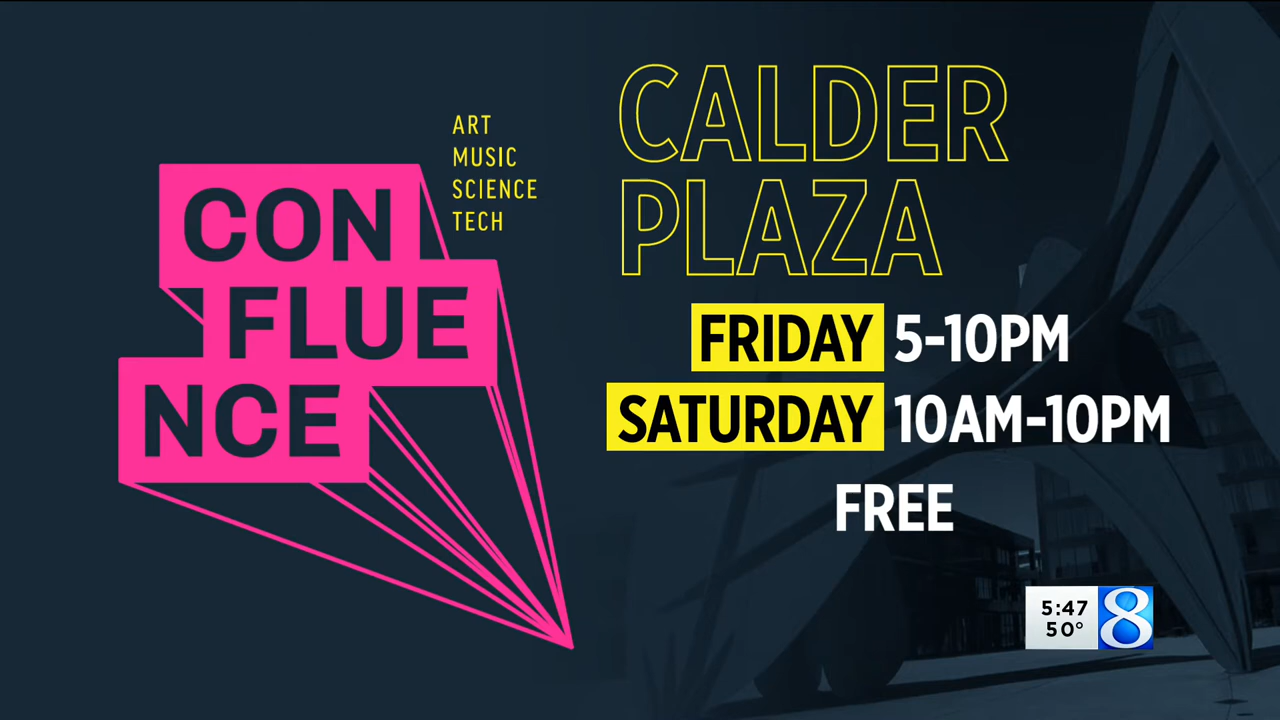 CON
FLUE
NCE
ART
MUSIC
SCIENCE
TECH
CALDER
PLAZA
FRIDAY 5-10PM
SATURDAY 10AM-10PM
FREE
5:47
50°
8